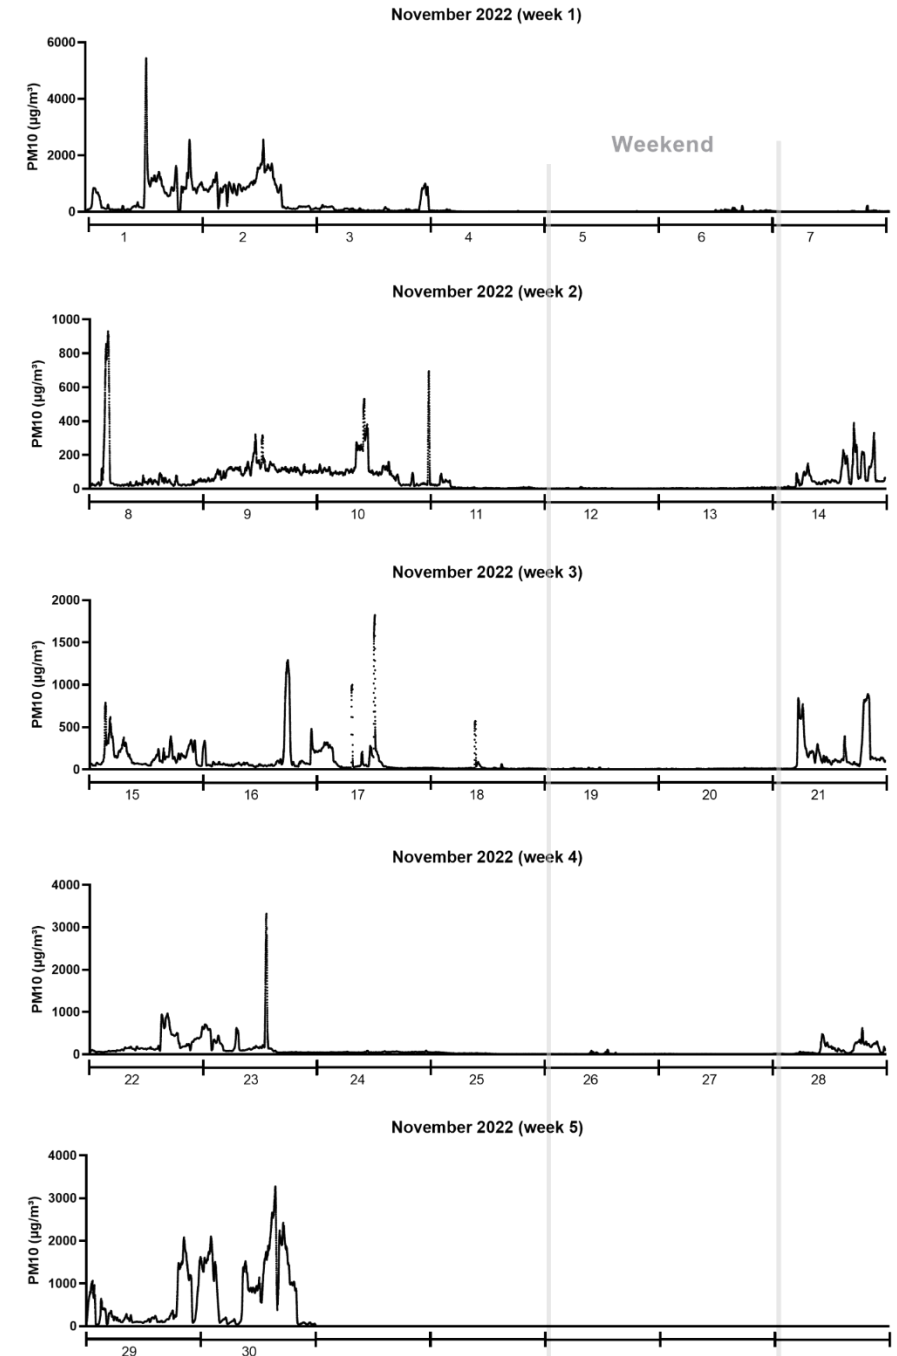 November 2022 (week 1)
PM10 (µg/m³)
6000
4000
2000
0
Weekend
1 2 3 4 5 6 7
November 2022 (week 2)
PM10 (µg/m³)
1000
800
600
400
200
0
8 9 10 11 12 13 14
November 2022 (week 3)
PM10 (µg/m³)
2000
1500
1000
500
0
15 16 17 18 19 20 21
November 2022 (week 4)
PM10 (µg/m³)
4000
3000
2000
1000
0
22 23 24 25 26 27 28
November 2022 (week 5)
PM10 (µg/m³)
4000
3000
2000
1000
0
29 30